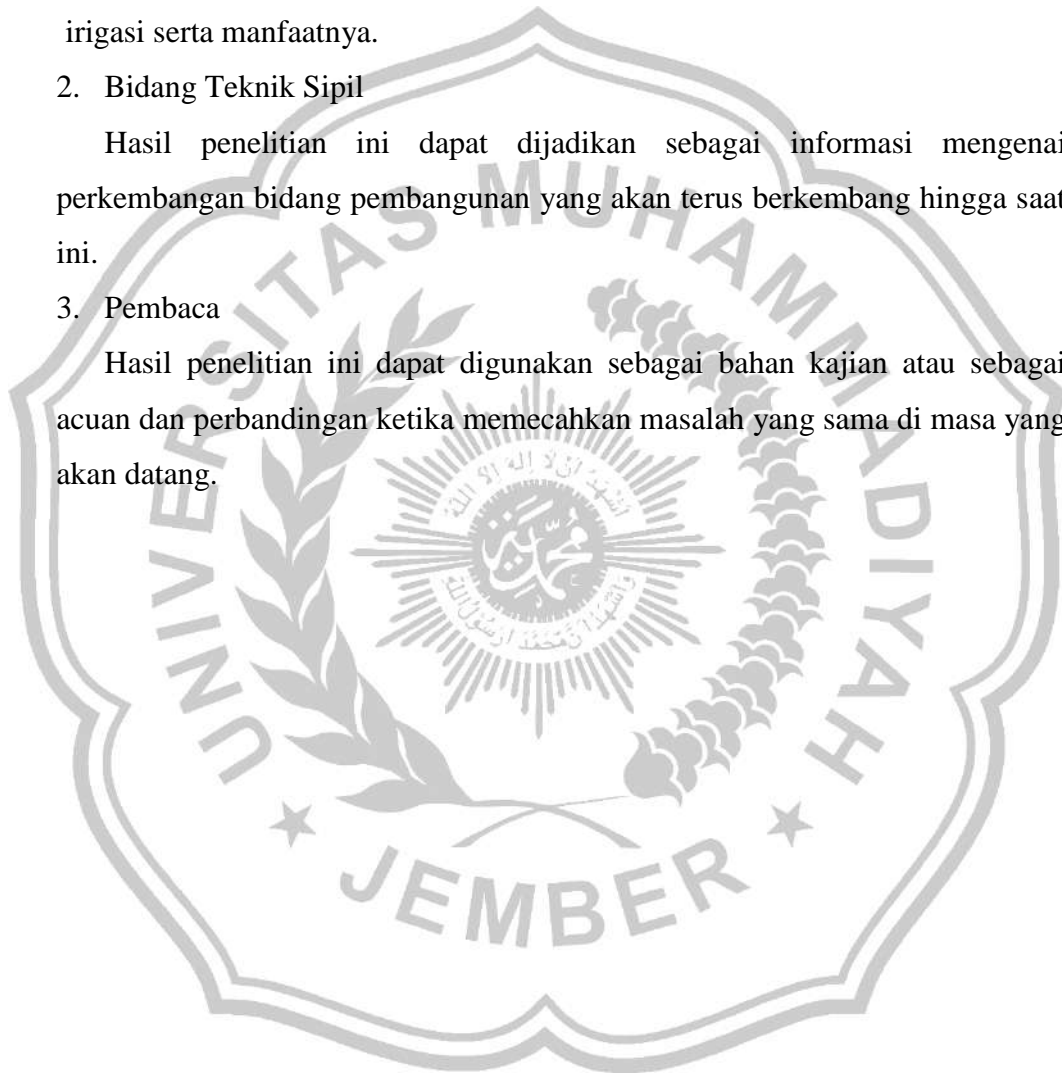 irigasi serta manfaatnya.
2. Bidang Teknik Sipil
Hasil penelitian ini dapat dijadikan sebagai informasi mengenai
perkembangan bidang pembangunan yang akan terus berkembang hingga saat
ini.
3. Pembaca
Hasil penelitian ini dapat digunakan sebagai bahan kajian atau sebagai
acuan dan perbandingan ketika memecahkan masalah yang sama di masa yang
akan datang.
UNIVERSITAS MUHAMMADIYAH
JEMBER